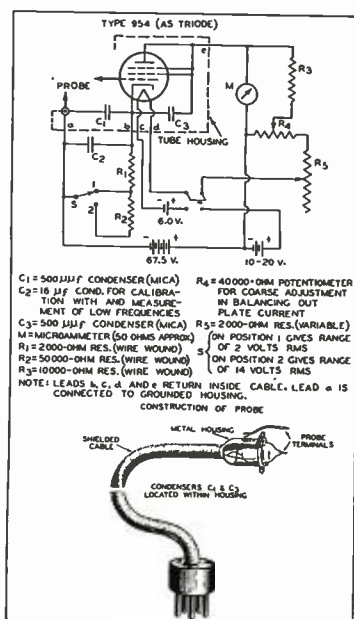 TYPE 954 (AS TRIODE)
PROBE
e
M
R3
R4
R5
C1
C3
a
b
c
d
TUBE HOUSING
C2
R1
S
1
2
R2
- +
6.0 V.
- +
67.5 V.
- +
10-20 V.
C1 = 500 μμf CONDENSER (MICA)
C2 = 16 μf COND. FOR CALIBRA-
TION WITH AND MEASURE-
MENT OF LOW FREQUENCIES
C3 = 500 μμf CONDENSER (MICA)
M = MICROAMMETER (50 OHMS APPROX)
R1 = 2000-OHM RES. (WIRE WOUND)
R2 = 50000-OHM RES. (WIRE WOUND)
R3 = 10000-OHM RES. (WIRE WOUND)
R4 = 40000-OHM POTENTIOMETER
FOR COARSE ADJUSTMENT
IN BALANCING OUT
PLATE CURRENT
R5 = 2000-OHM RES. (VARIABLE)
S { ON POSITION 1 GIVES RANGE
OF 2 VOLTS RMS
ON POSITION 2 GIVES RANGE
OF 14 VOLTS RMS
NOTE: LEADS b, c, d AND e RETURN INSIDE CABLE. LEAD a IS
CONNECTED TO GROUNDED HOUSING.
CONSTRUCTION OF PROBE
METAL HOUSING
SHIELDED
CABLE
PROBE
TERMINALS
CONDENSERS C1 & C3
LOCATED WITHIN HOUSING